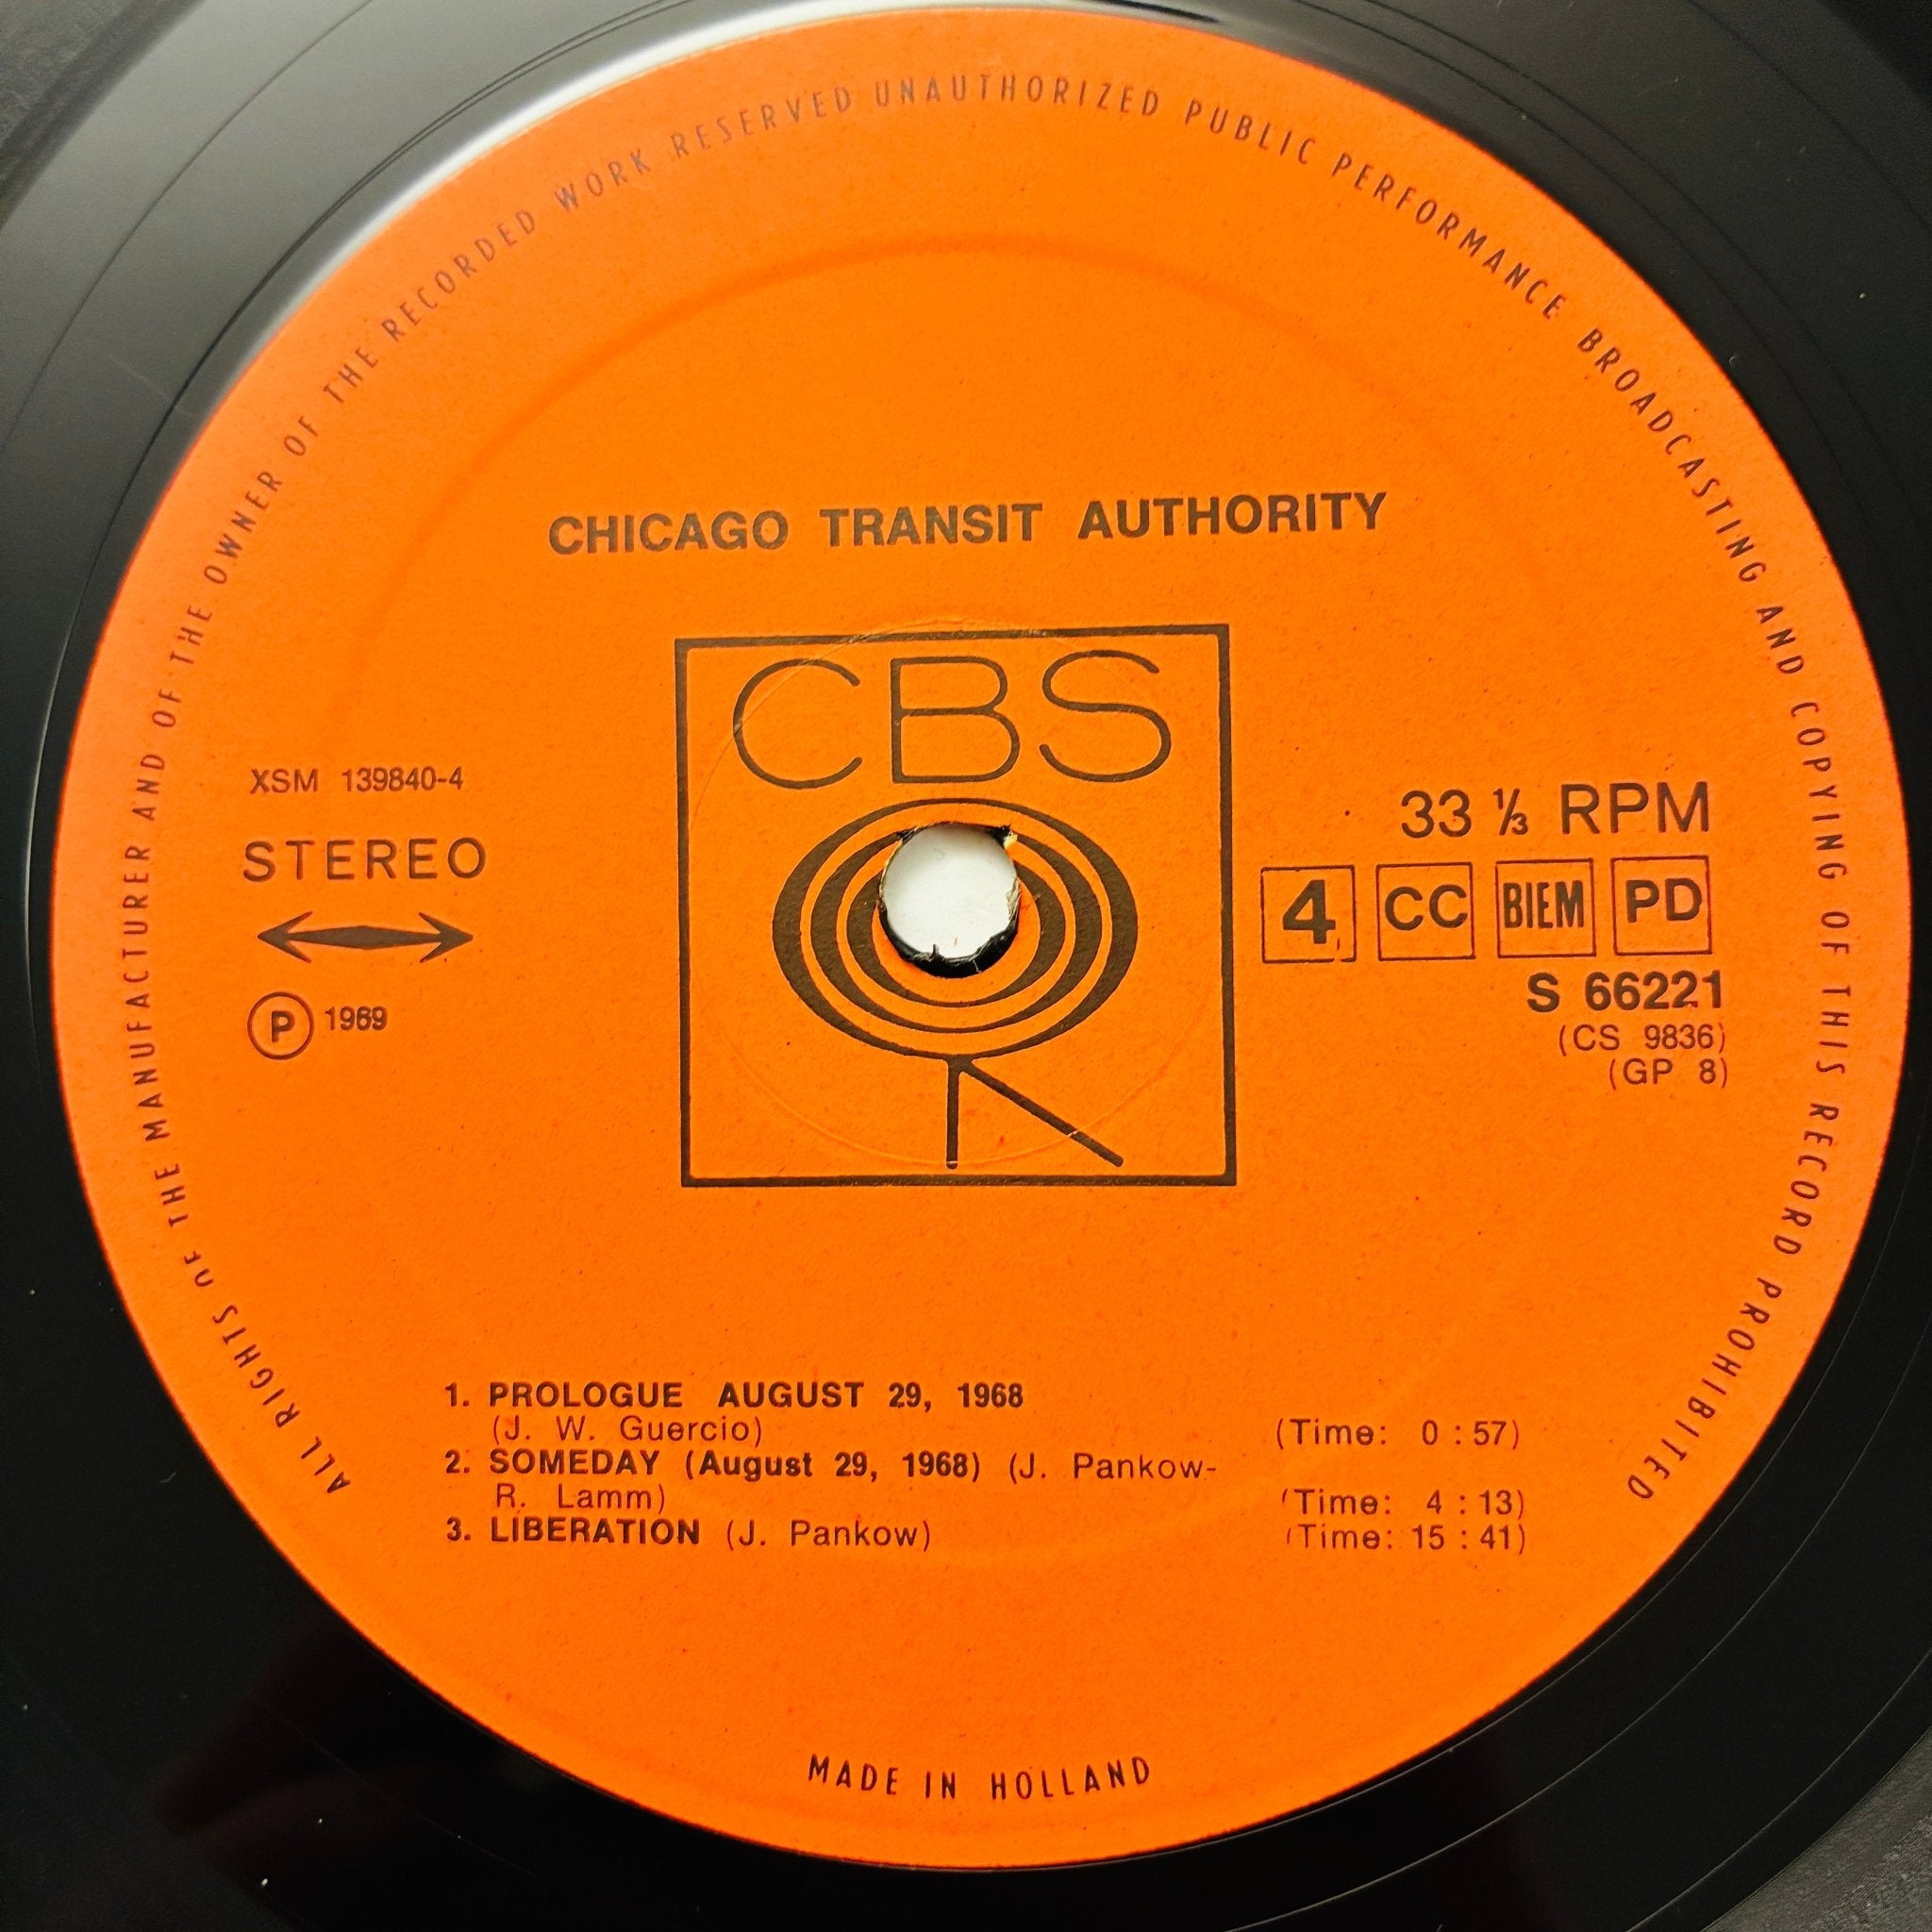 ALL RIGHTS OF THE MANUFACTURER AND OF THE OWNER OF THE RECORDED WORK RESERVED UNAUTHORIZED PUBLIC PERFORMANCE BROADCASTING AND COPYING OF THIS RECORD PROHIBITED
CHICAGO TRANSIT AUTHORITY
CBS
XSM 139840-4
STEREO
Ⓟ 1969
33 ⅓ RPM
4 CC BIEM PD
S 66221
(CS 9836)
(GP 8)
1. PROLOGUE AUGUST 29, 1968
(J. W. Guercio) (Time: 0 : 57)
2. SOMEDAY (August 29, 1968) (J. Pankow-
R. Lamm) (Time: 4 : 13)
3. LIBERATION (J. Pankow) (Time: 15 : 41)
MADE IN HOLLAND